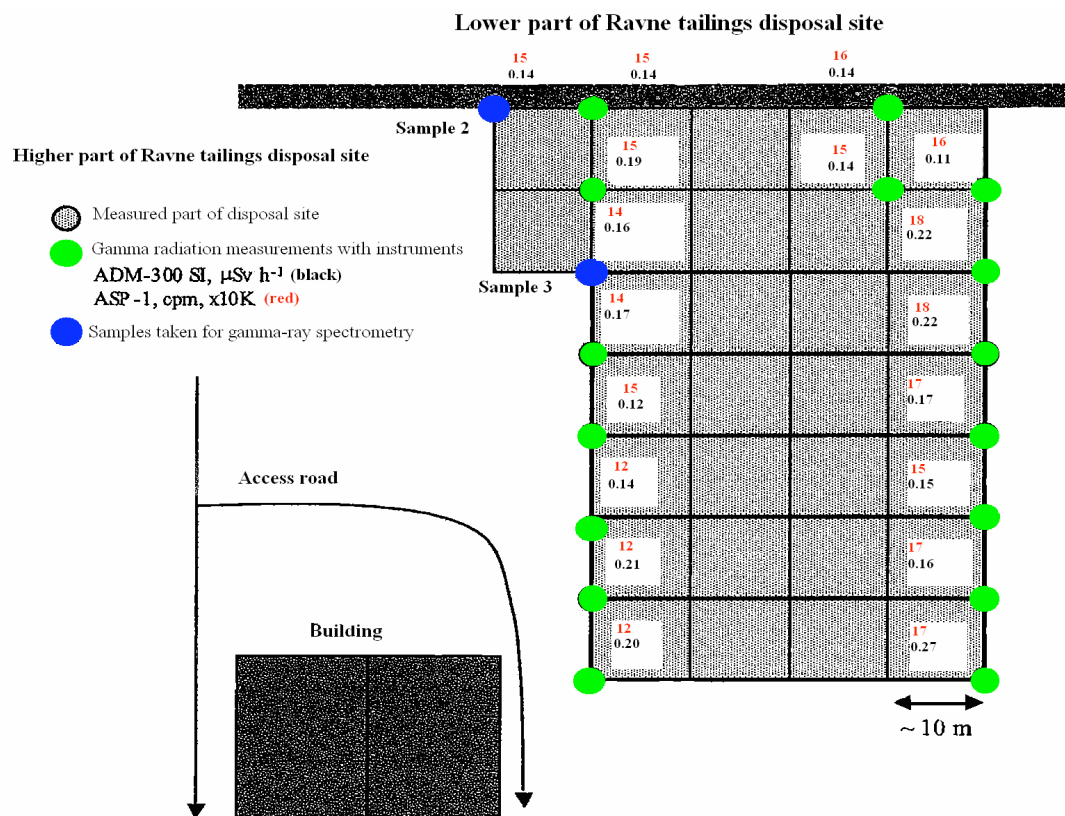 Lower part of Ravne tailings disposal site
15 15 16
0.14 0.14 0.14
Sample 2
Higher part of Ravne tailings disposal site
Measured part of disposal site
Gamma radiation measurements with instruments
ADM-300 SI, µSv h⁻¹ (black)
ASP-1, cpm, x10K (red)
Samples taken for gamma-ray spectrometry
15 15 16
0.19 0.14 0.11
14 18
0.16 0.22
Sample 3
14 18
0.17 0.22
15 17
0.12 0.17
12 15
0.14 0.15
12 17
0.21 0.16
12 17
0.20 0.27
Access road
Building
~ 10 m